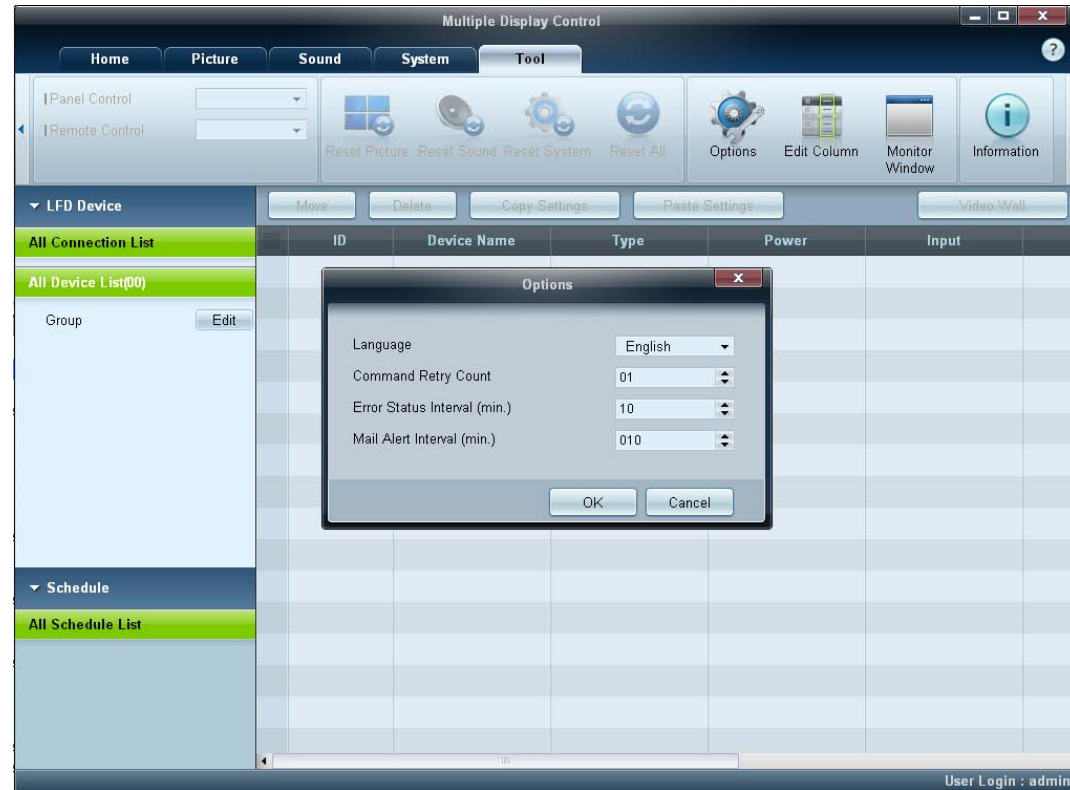 Multiple Display Control
Home Picture Sound System Tool
Panel Control
Remote Control
Reset Picture Reset Sound Reset System Reset All
Options Edit Column Monitor Window Information
LFD Device
Move Delete Copy Settings Paste Settings Video Wall
All Connection List
ID Device Name Type Power Input
All Device List(00)
Group Edit
Options
Language English
Command Retry Count 01
Error Status Interval (min.) 10
Mail Alert Interval (min.) 010
OK Cancel
Schedule
All Schedule List
User Login : admin